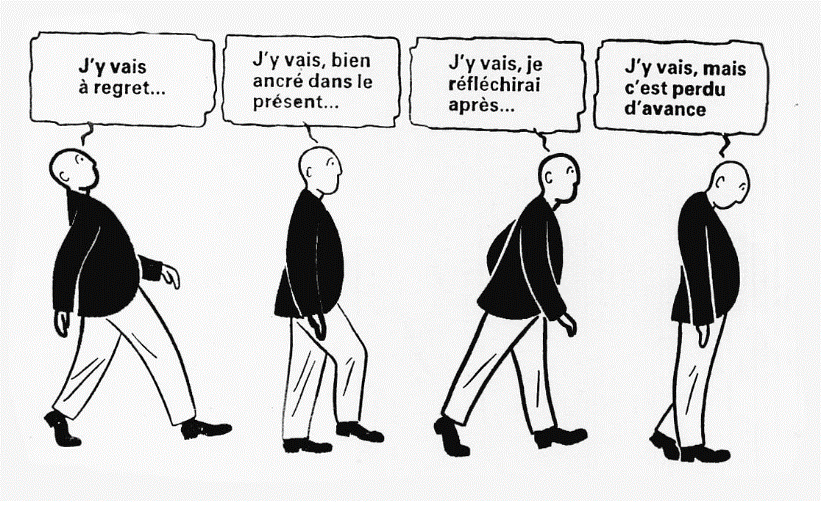 J'y vais
à regret...
J'y vais, bien
ancré dans le
présent...
J'y vais, je
réfléchirai
après...
J'y vais, mais
c'est perdu
d'avance